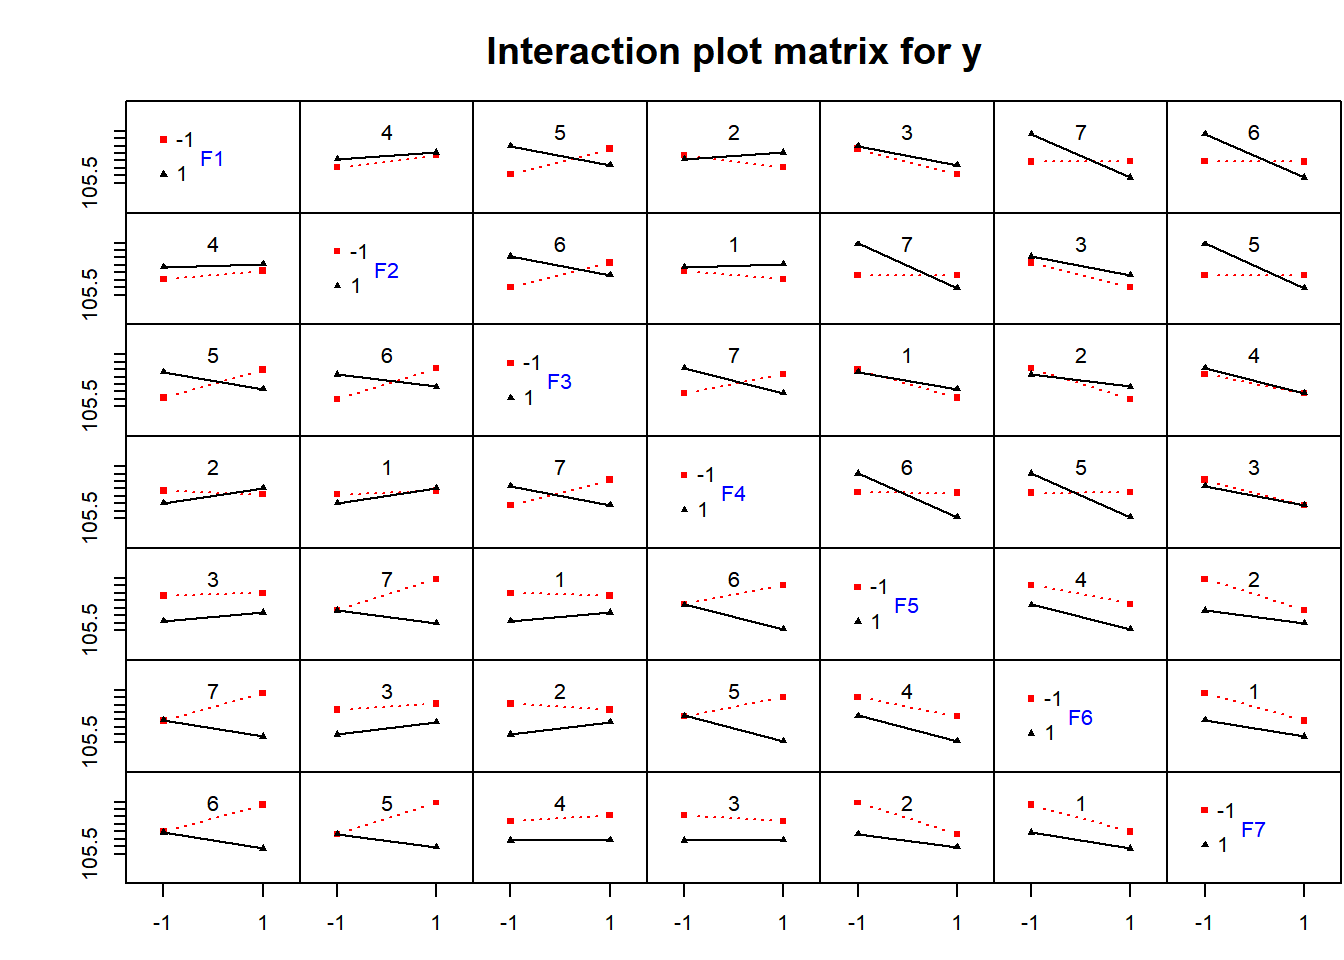 Interaction plot matrix for y
-1 F1 1 4 5 2 3 7 6
105.5
4 -1 F2 1 6 1 7 3 5
105.5
5 6 -1 F3 1 7 1 2 4
105.5
2 1 7 -1 F4 1 6 5 3
105.5
3 7 1 6 -1 F5 1 4 2
105.5
7 3 2 5 4 -1 F6 1 1
105.5
6 5 4 3 2 1 -1 F7 1
105.5
-1 1 -1 1 -1 1 -1 1 -1 1 -1 1 -1 1